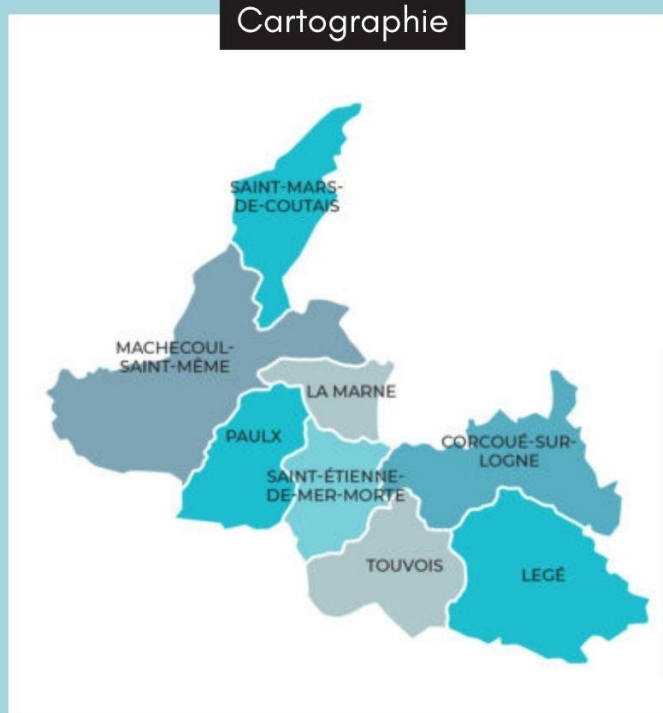 Cartographie
SAINT-MARS-
DE-COUTAIS
MACHECOUL-
SAINT-MÊME
LA MARNE
PAULX
CORCOUÉ-SUR-
LOGNE
SAINT-ÉTIENNE-
DE-MER-MORTE
TOUVOIS
LEGÉ